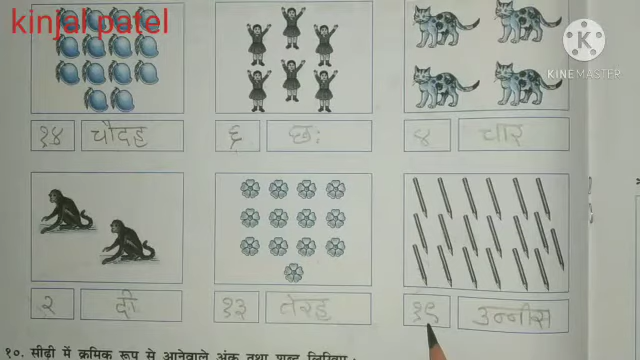 kinjal patel
K
KINEMASTER
१४ चौदह ६ छः ४ चार
२ दो १३ तेरह १९ उन्नीस
१०. सीढ़ी में क्रमिक रूप से आनेवाले अंक तथा शब्द लिखिए :